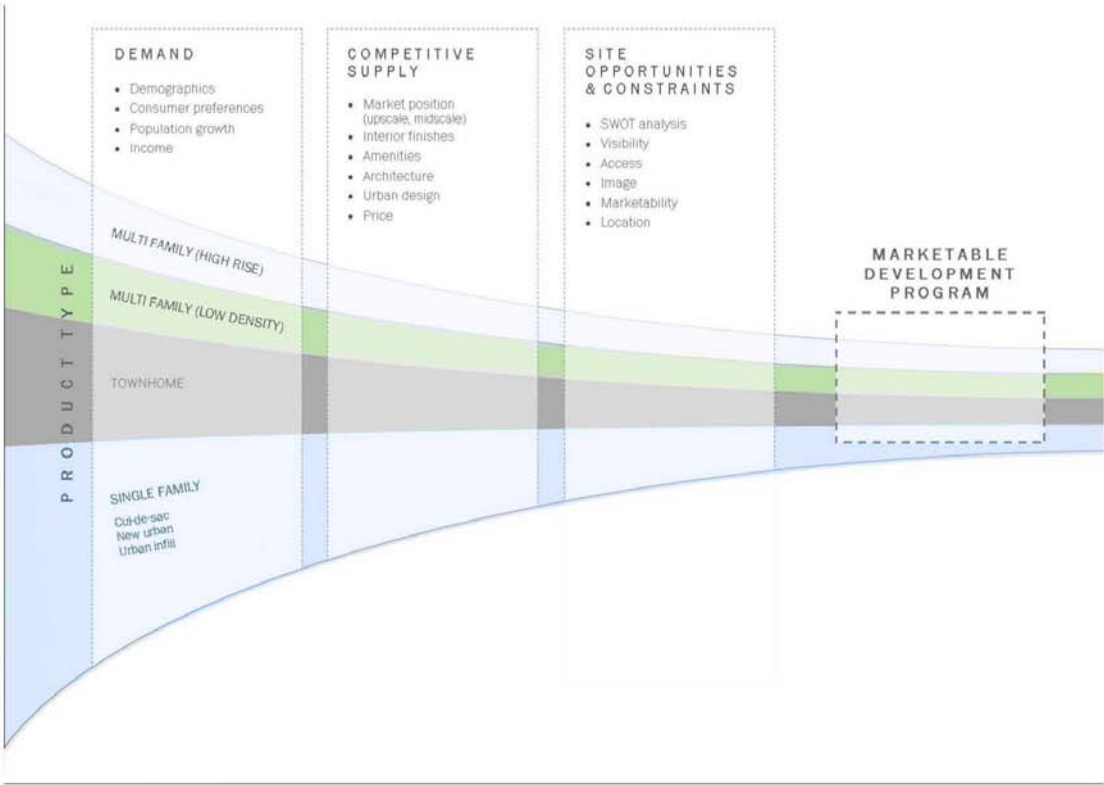 DEMAND
• Demographics
• Consumer preferences
• Population growth
• Income
COMPETITIVE
SUPPLY
• Market position
(upscale, midscale)
• Interior finishes
• Amenities
• Architecture
• Urban design
• Price
SITE
OPPORTUNITIES
& CONSTRAINTS
• SWOT analysis
• Visibility
• Access
• Image
• Marketability
• Location
MARKETABLE
DEVELOPMENT
PROGRAM
PRODUCT TYPE
MULTI FAMILY (HIGH RISE)
MULTI FAMILY (LOW DENSITY)
TOWNHOME
SINGLE FAMILY
Cul-de-sac
New urban
Urban infill